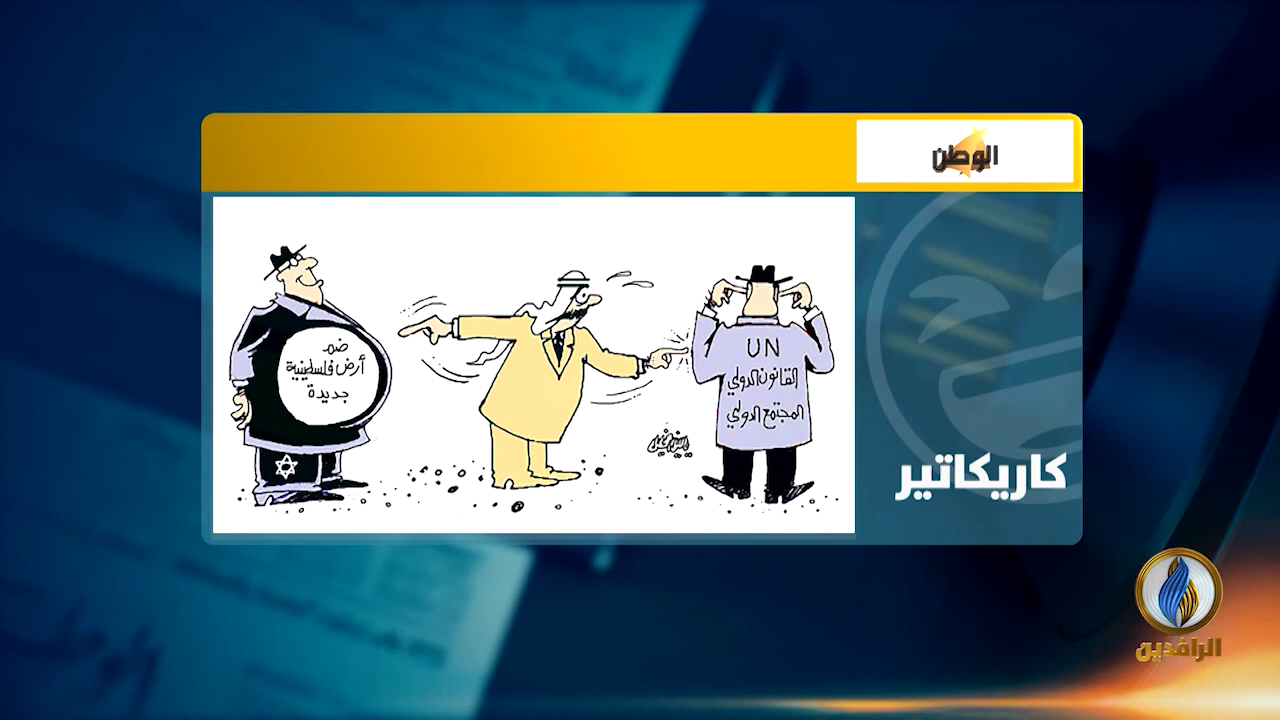 الوطن
ضم
أرض فلسطينية
جديدة
UN
القانون الدولي
المجتمع الدولي
كاريكاتير
الرافدين